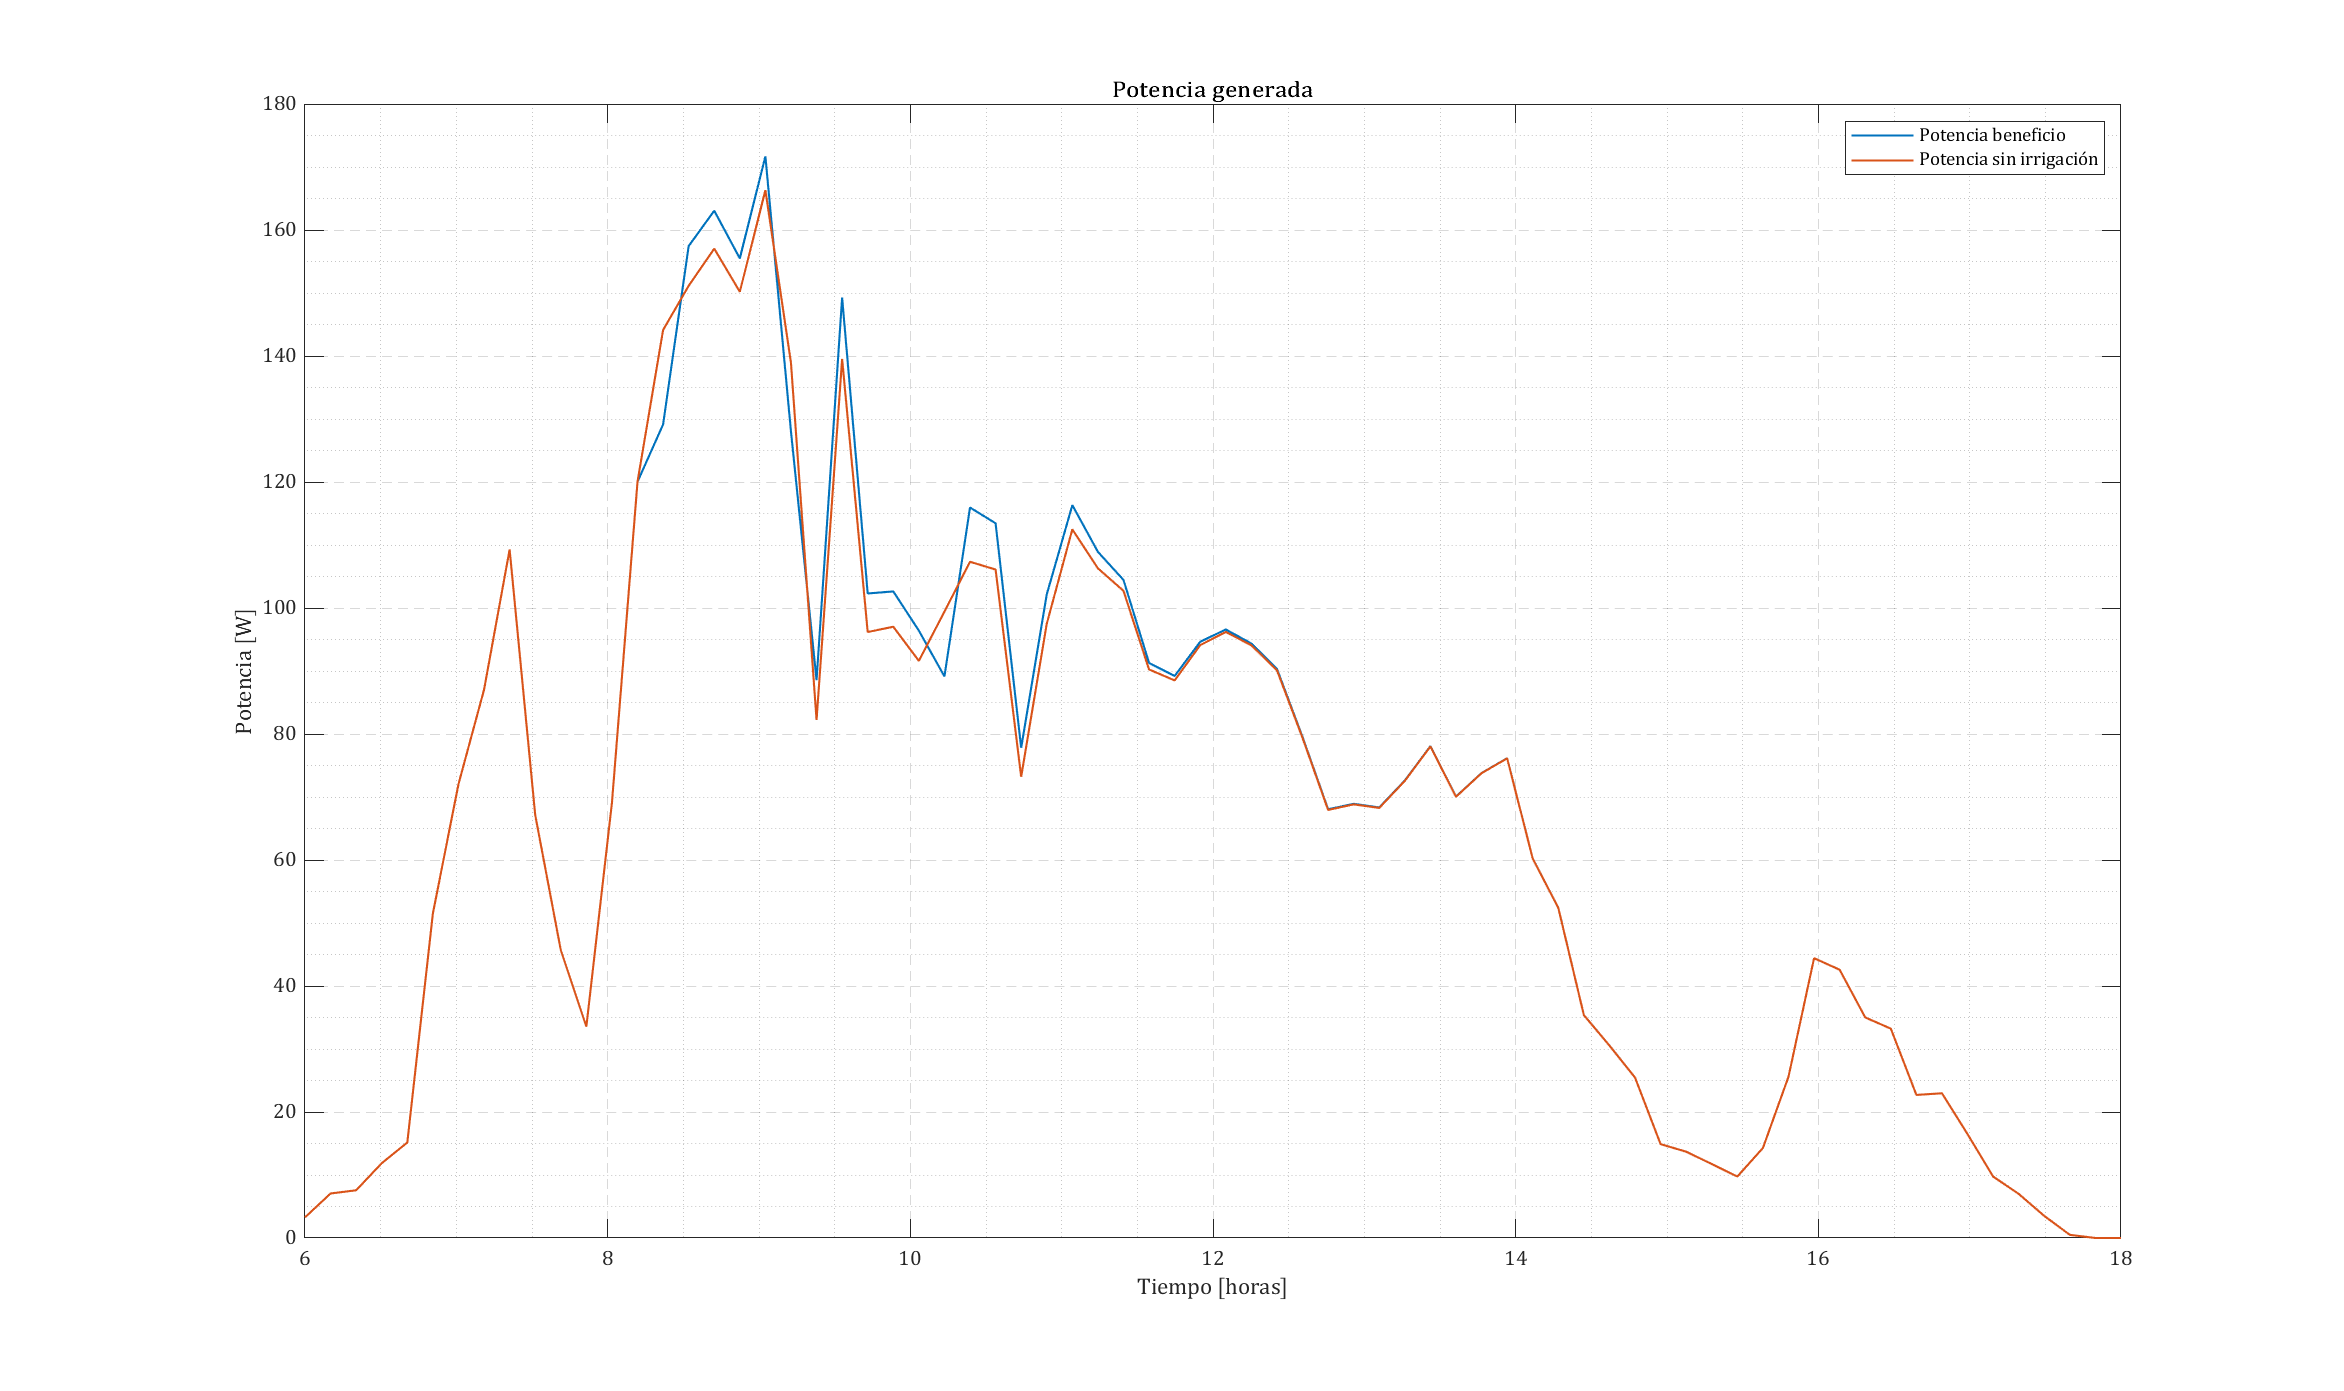 Potencia generada
180
160
140
120
100
80
60
40
20
0
Potencia [W]
6 8 10 12 14 16 18
Tiempo [horas]
Potencia beneficio
Potencia sin irrigación